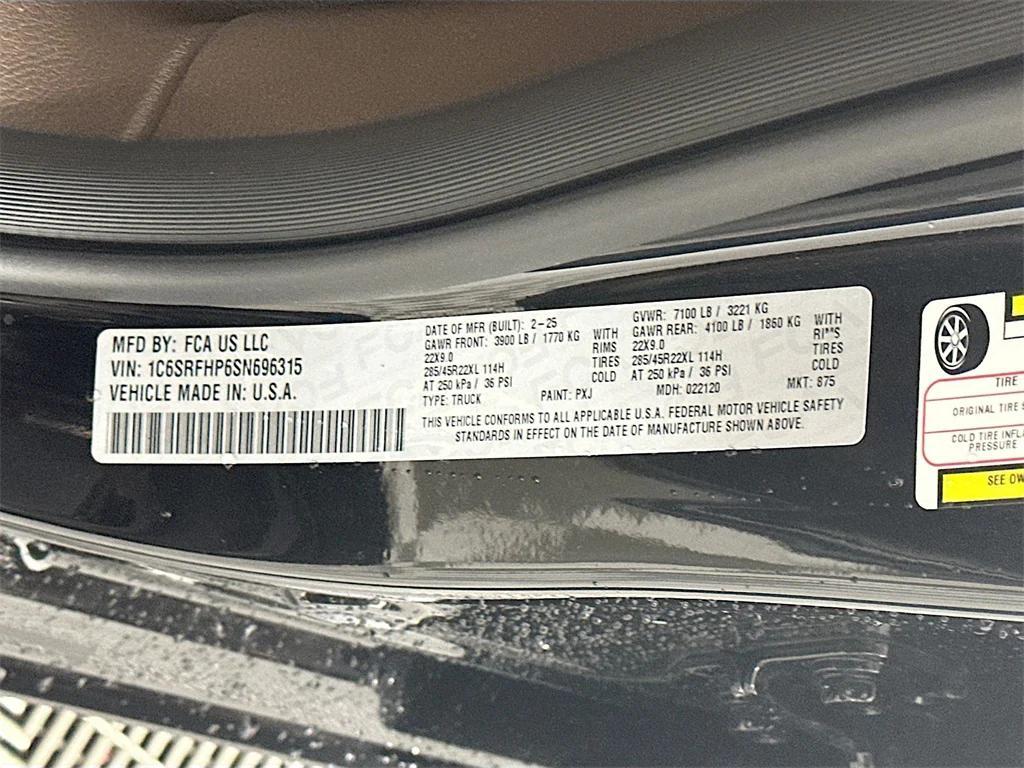 MFD BY: FCA US LLC
VIN: 1C6SRFHP6SN696315
VEHICLE MADE IN: U.S.A.
DATE OF MFR (BUILT): 2-25
GAWR FRONT: 3900 LB / 1770 KG WITH
22X9.0 RIMS
285/45R22XL 114H TIRES
AT 250 kPa / 36 PSI COLD
TYPE: TRUCK PAINT: PXJ
GVWR: 7100 LB / 3221 KG
GAWR REAR: 4100 LB / 1860 KG WITH
22X9.0 RIMS
285/45R22XL 114H TIRES
AT 250 kPa / 36 PSI COLD
MDH: 022120 MKT: 875
THIS VEHICLE CONFORMS TO ALL APPLICABLE U.S.A. FEDERAL MOTOR VEHICLE SAFETY
STANDARDS IN EFFECT ON THE DATE OF MANUFACTURE SHOWN ABOVE.
TIRE
ORIGINAL TIRE S
COLD TIRE INFL
PRESSURE
SEE OW